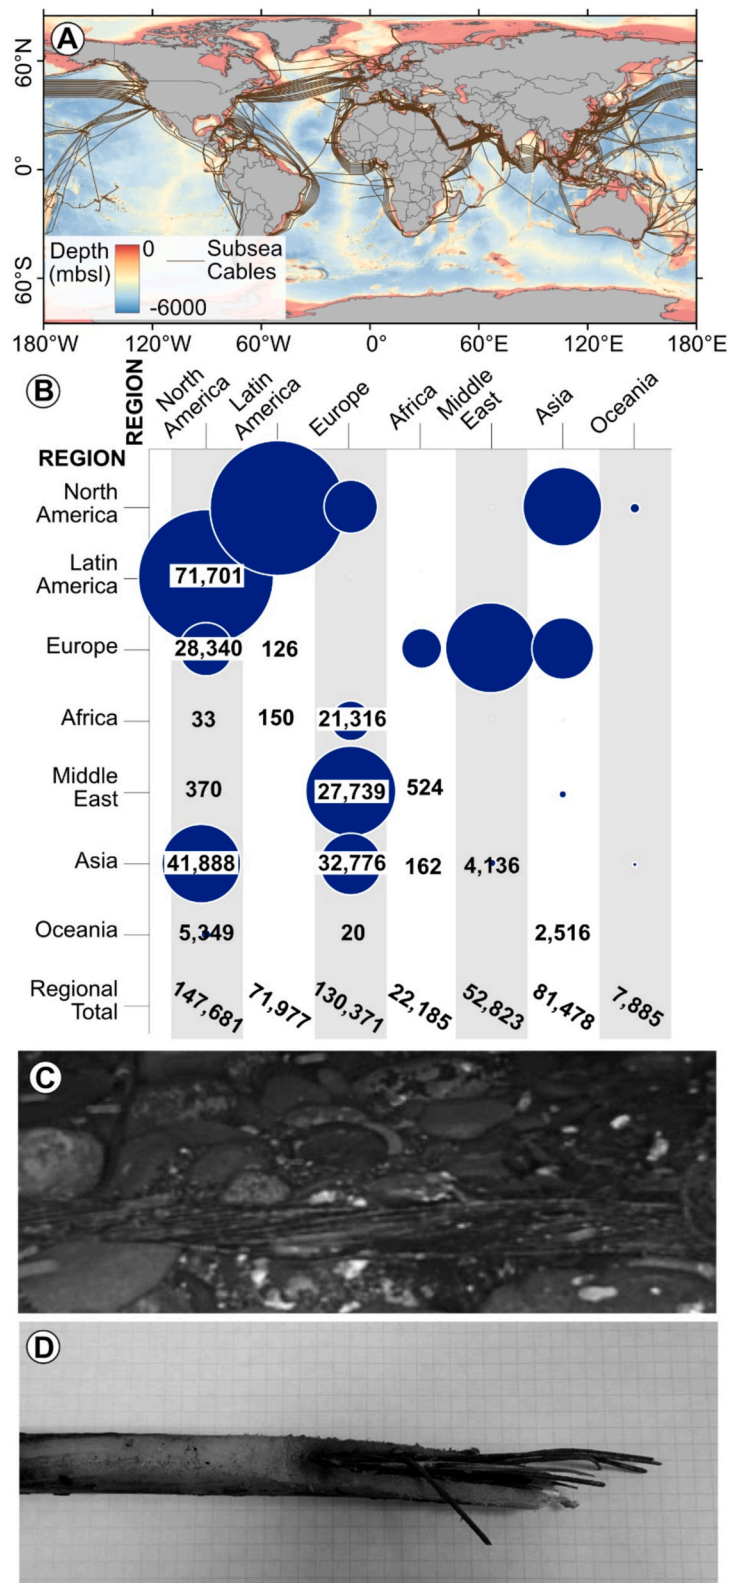 A
60°N
0°
60°S
Depth 0 Subsea
(mbsl) Cables
-6000
180°W 120°W 60°W 0° 60°E 120°E 180°E
B
REGION
North America
Latin America
Europe
Africa
Middle East
Asia
Oceania
REGION
North
America
Latin
America
71,701
Europe 28,340 126
Africa 33 150 21,316
Middle
East
370 27,739 524
Asia 41,888 32,776 162 4,136
Oceania 5,349 20 2,516
Regional
Total
147,681 71,977 130,371 22,185 52,823 81,478 7,885
C
D